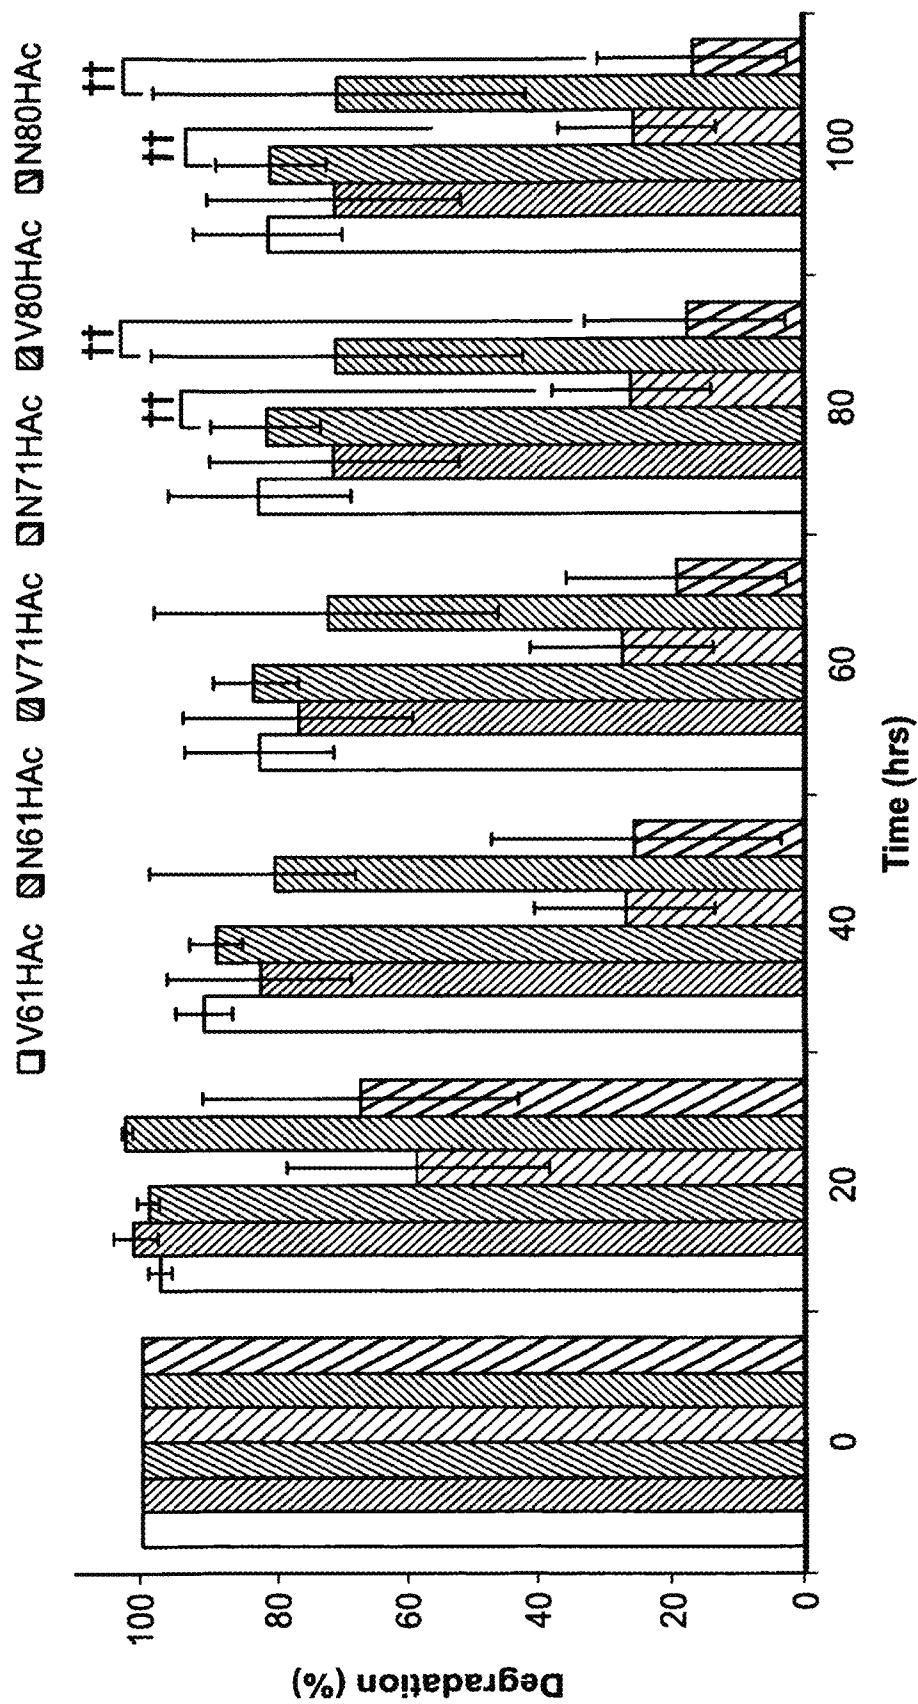 V61HAc N61HAc V71HAc N71HAc V80HAc N80HAc
Degradation (%)
100
80
60
40
20
0
†† †† †† ††
0 20 40 60 80 100
Time (hrs)